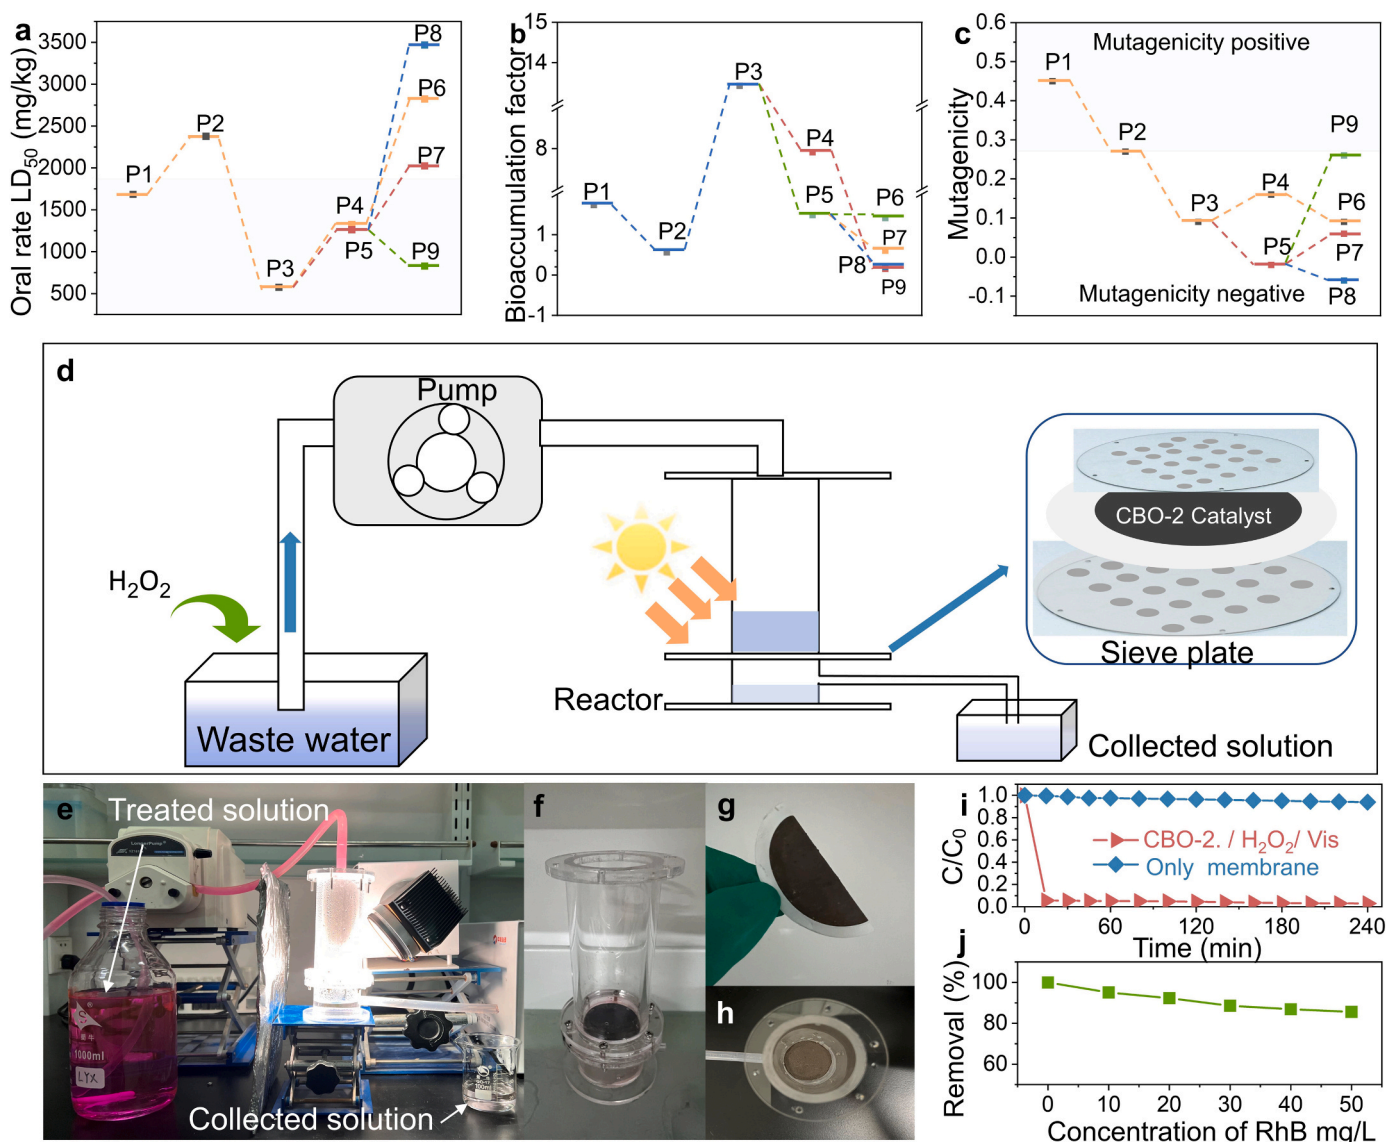 a
Oral rate LD50 (mg/kg)
3500
3000
2500
2000
1500
1000
500
P1
P2
P3
P4
P5
P8
P6
P7
P9
b
Bioaccumulation factor
15
14
8
1
0
-1
P1
P2
P3
P4
P5
P6
P7
P8
P9
c
Mutagenicity
0.6
0.5
0.4
0.3
0.2
0.1
0.0
-0.1
Mutagenicity positive
P1
P2
P3
P4
P5
P9
P6
P7
P8
Mutagenicity negative
d
Pump
H2O2
Waste water
Reactor
CBO-2 Catalyst
Sieve plate
Collected solution
e
Treated solution
1000ml
LYX
Collected solution
f
g
h
i
C/C0
1.0
0.8
0.6
0.4
0.2
0.0
CBO-2. / H2O2/ Vis
Only membrane
0 30 60 90 120 150 180 210 240
Time (min)
j
Removal (%)
100
80
60
0 10 20 30 40 50
Concentration of RhB mg/L